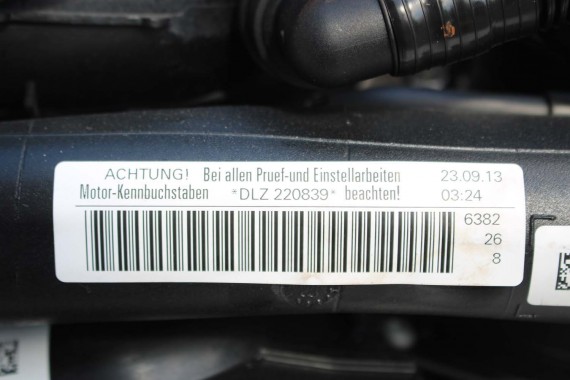 ACHTUNG! Bei allen Pruef-und Einstellarbeiten 23.09.13
Motor-Kennbuchstaben *DLZ 220839* beachten! 03:24
6382
26
8